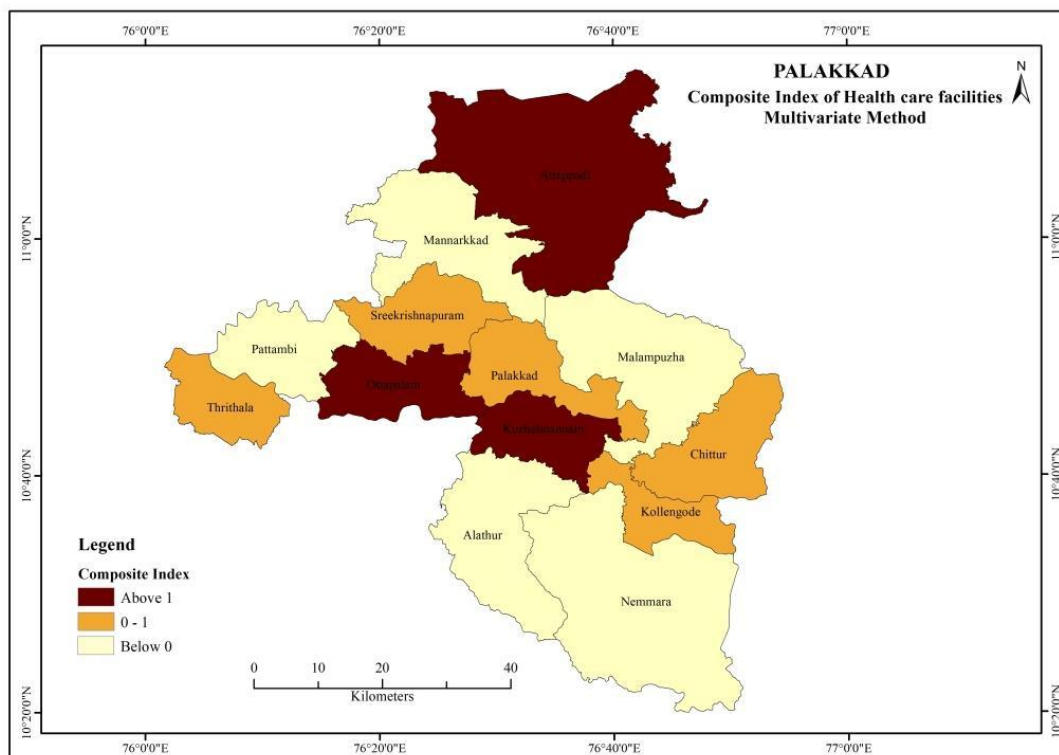 76°0'0"E 76°20'0"E 76°40'0"E 77°0'0"E
PALAKKAD
Composite Index of Health care facilities
Multivariate Method
N
Attappadi
11°0'0"N
11°0'0"N
Mannarkkad
Sreekrishnapuram
Pattambi
Malampuzha
Palakkad
Ottapalam
Thrithala
Kuzhalmannam
Chittur
10°40'0"N
10°40'0"N
Kollengode
Alathur
Nemmara
Legend
Composite Index
Above 1
0 - 1
Below 0
0 10 20 40
Kilometers
10°20'0"N
10°20'0"N
76°0'0"E 76°20'0"E 76°40'0"E 77°0'0"E